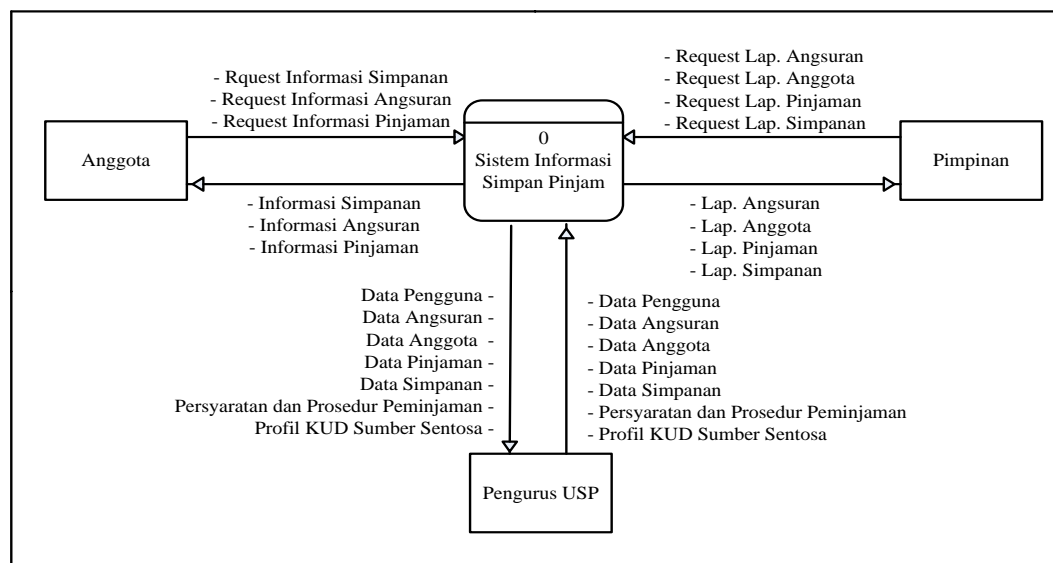 - Rquest Informasi Simpanan
- Request Informasi Angsuran
- Request Informasi Pinjaman
- Request Lap. Angsuran
- Request Lap. Anggota
- Request Lap. Pinjaman
- Request Lap. Simpanan
Anggota
0
Sistem Informasi
Simpan Pinjam
Pimpinan
- Informasi Simpanan
- Informasi Angsuran
- Informasi Pinjaman
- Lap. Angsuran
- Lap. Anggota
- Lap. Pinjaman
- Lap. Simpanan
Data Pengguna -
Data Angsuran -
Data Anggota -
Data Pinjaman -
Data Simpanan -
Persyaratan dan Prosedur Peminjaman -
Profil KUD Sumber Sentosa -
- Data Pengguna
- Data Angsuran
- Data Anggota
- Data Pinjaman
- Data Simpanan
- Persyaratan dan Prosedur Peminjaman
- Profil KUD Sumber Sentosa
Pengurus USP